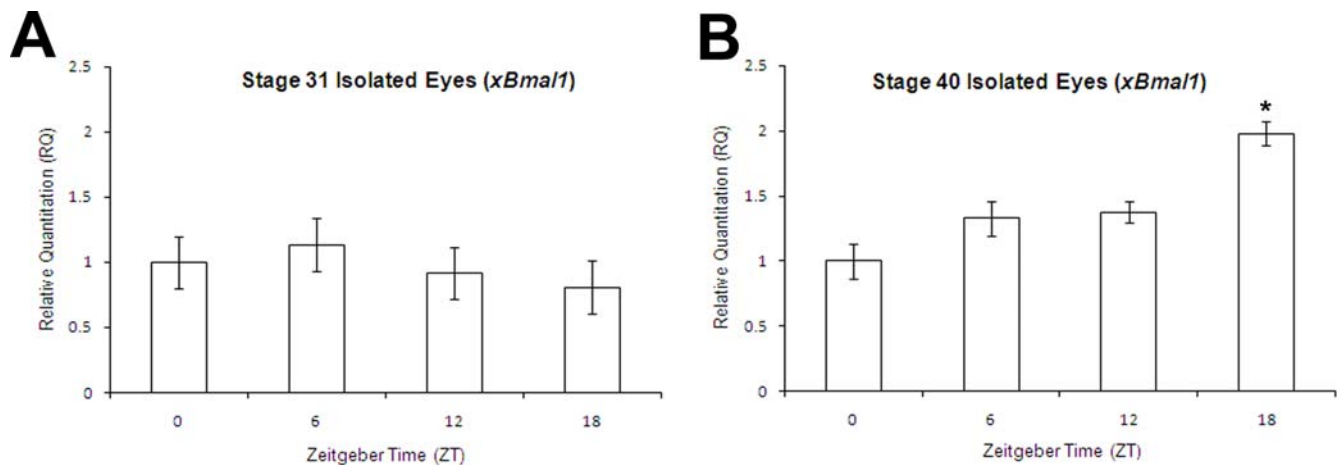 A
Stage 31 Isolated Eyes (xBmal1)
Relative Quantitation (RQ)
2.5
2
1.5
1
0.5
0
0 6 12 18
Zeitgeber Time (ZT)
B
Stage 40 Isolated Eyes (xBmal1)
Relative Quantitation (RQ)
2.5
2
1.5
1
0.5
0
*
0 6 12 18
Zeitgeber Time (ZT)